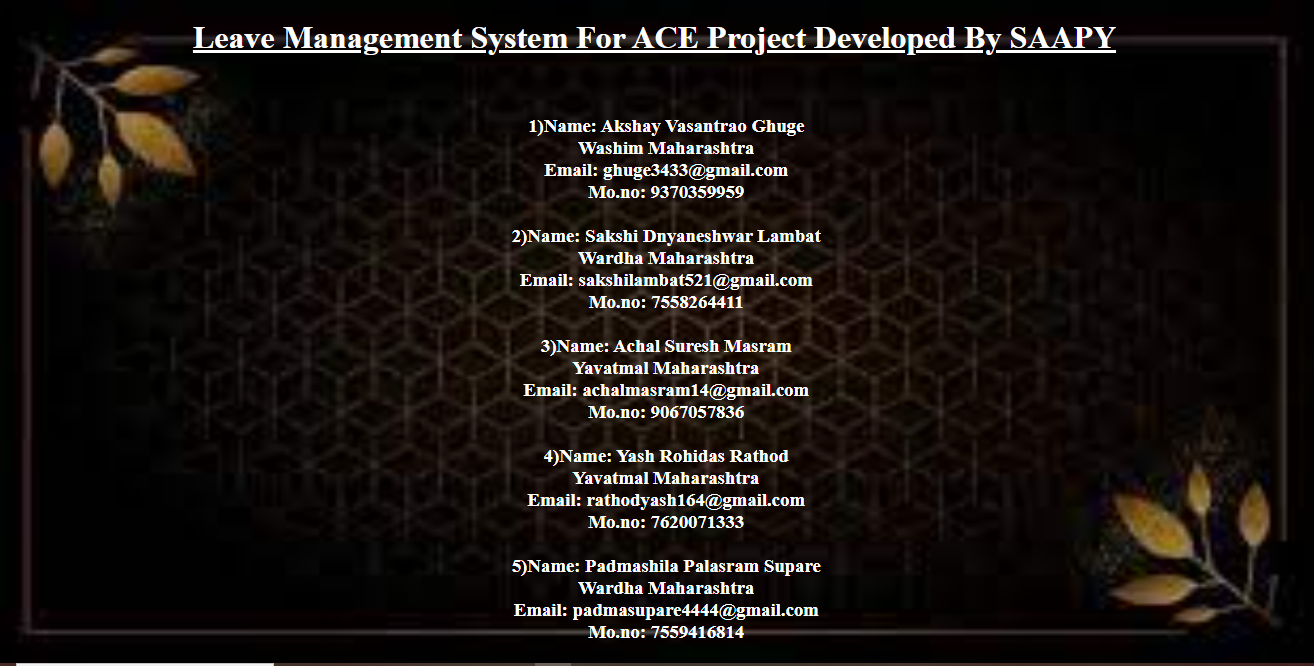 Leave Management System For ACE Project Developed By SAAPY
1)Name: Akshay Vasantrao Ghuge
Washim Maharashtra
Email: ghuge3433@gmail.com
Mo.no: 9370359959
2)Name: Sakshi Dnyaneshwar Lambat
Wardha Maharashtra
Email: sakshilambat521@gmail.com
Mo.no: 7558264411
3)Name: Achal Suresh Masram
Yavatmal Maharashtra
Email: achalmasram14@gmail.com
Mo.no: 9067057836
4)Name: Yash Rohidas Rathod
Yavatmal Maharashtra
Email: rathodyash164@gmail.com
Mo.no: 7620071333
5)Name: Padmashila Palasram Supare
Wardha Maharashtra
Email: padmasupare4444@gmail.com
Mo.no: 7559416814